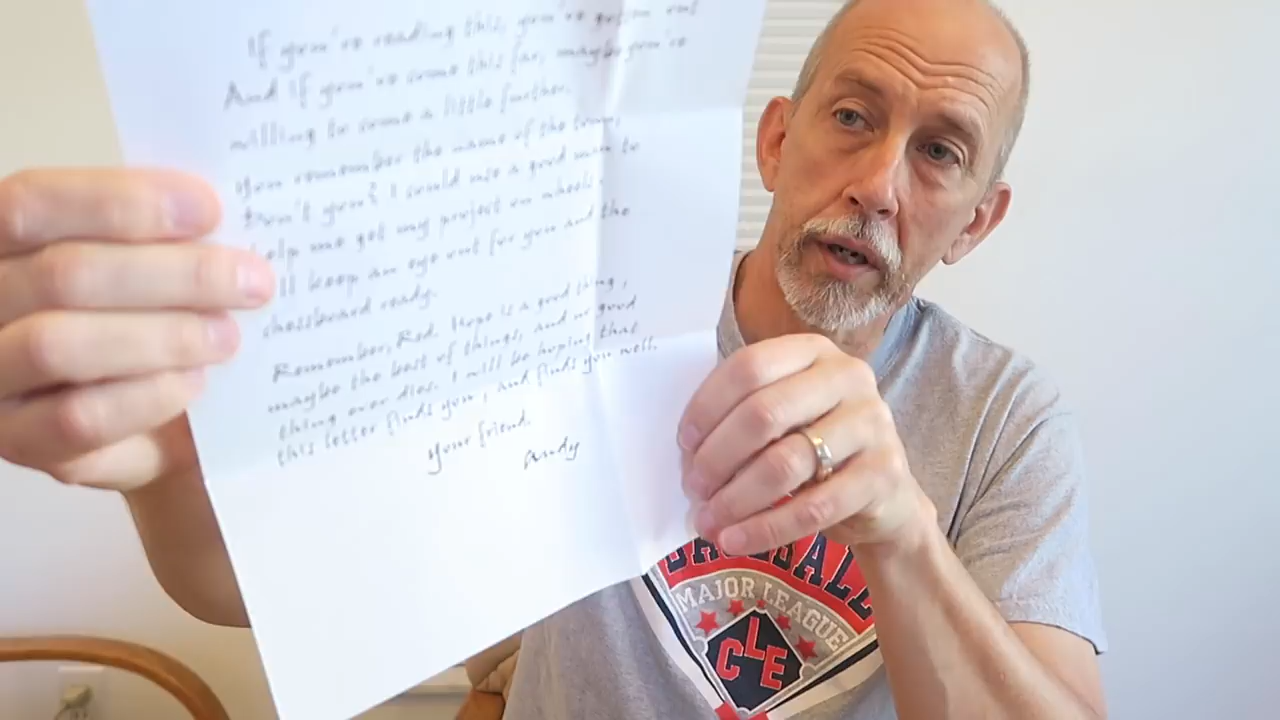 If you're reading this, you've gotten out
And if you've come this far, maybe you're
willing to come a little further.
You remember the name of the town,
Don't you? I could use a good man to
help me get my project on wheels.
I'll keep an eye out for you and the
chessboard ready.
Remember, Red. Hope is a good thing,
maybe the best of things, and no good
thing ever dies. I will be hoping that
this letter finds you, and finds you well.
Your friend.
Andy
BASEBALL
MAJOR LEAGUE
CLE